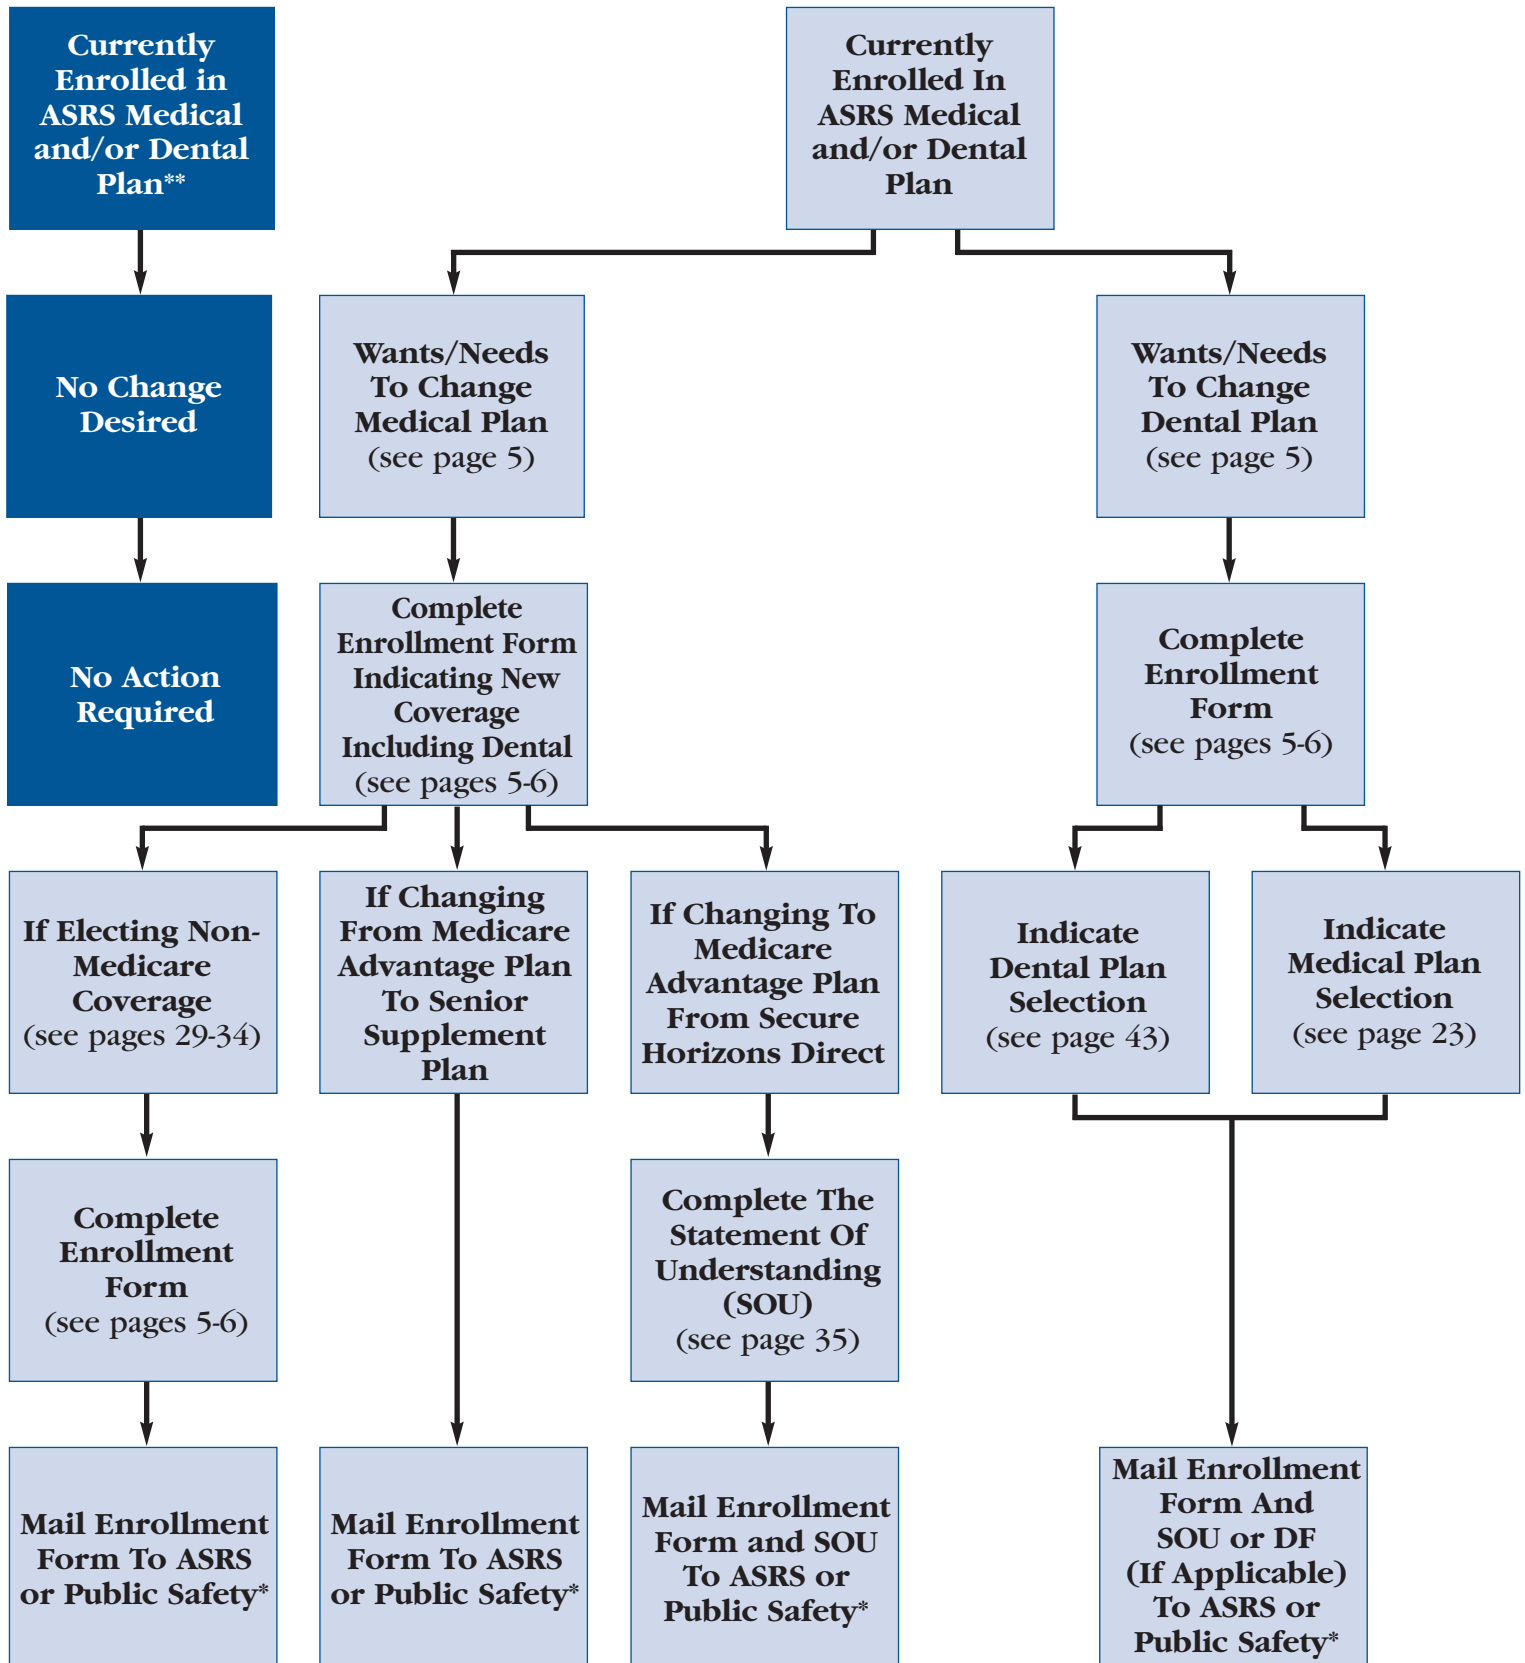 Currently
Enrolled in
ASRS Medical
and/or Dental
Plan**
Currently
Enrolled In
ASRS Medical
and/or Dental
Plan
No Change
Desired
Wants/Needs
To Change
Medical Plan
(see page 5)
Wants/Needs
To Change
Dental Plan
(see page 5)
No Action
Required
Complete
Enrollment Form
Indicating New
Coverage
Including Dental
(see pages 5-6)
Complete
Enrollment
Form
(see pages 5-6)
If Electing Non-
Medicare
Coverage
(see pages 29-34)
If Changing
From Medicare
Advantage Plan
To Senior
Supplement
Plan
If Changing To
Medicare
Advantage Plan
From Secure
Horizons Direct
Indicate
Dental Plan
Selection
(see page 43)
Indicate
Medical Plan
Selection
(see page 23)
Complete
Enrollment
Form
(see pages 5-6)
Complete The
Statement Of
Understanding
(SOU)
(see page 35)
Mail Enrollment
Form To ASRS
or Public Safety*
Mail Enrollment
Form To ASRS
or Public Safety*
Mail Enrollment
Form and SOU
To ASRS or
Public Safety*
Mail Enrollment
Form And
SOU or DF
(If Applicable)
To ASRS or
Public Safety*